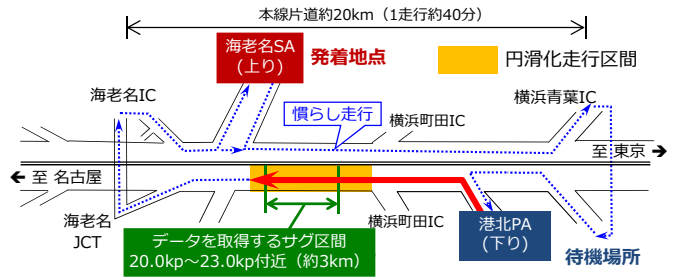 本線片道約20km（1走行約40分）
海老名SA
(上り)
発着地点
円滑化走行区間
海老名IC
慣らし走行
横浜町田IC
横浜青葉IC
至 東京
至 名古屋
海老名
JCT
データを取得するサグ区間
20.0kp～23.0kp付近（約3km）
横浜町田IC
港北PA
(下り)
待機場所